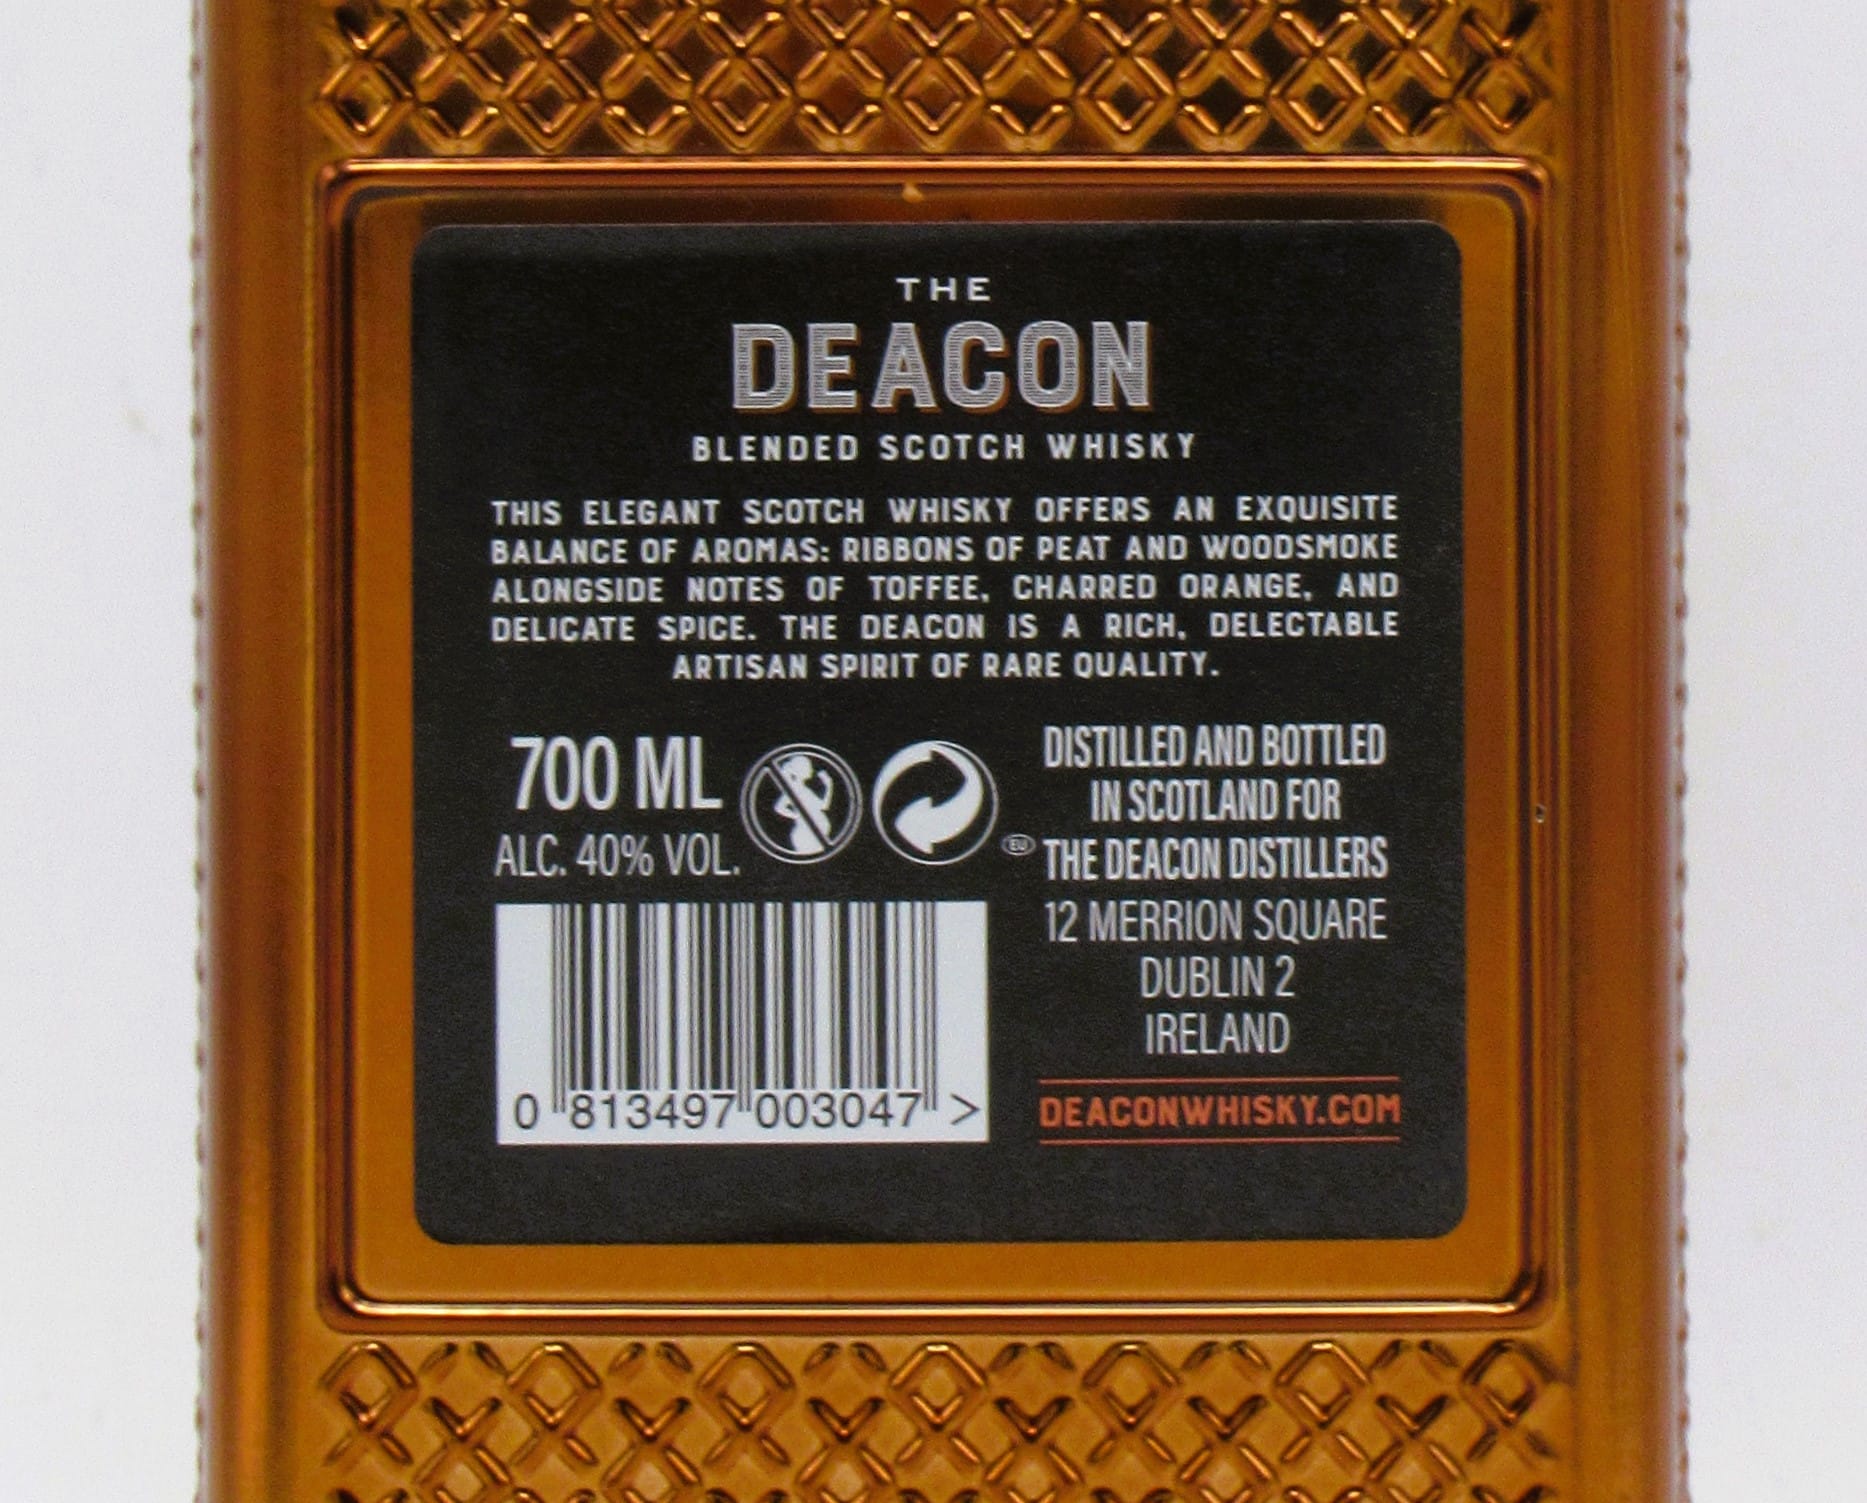 THE
DEACON
BLENDED SCOTCH WHISKY
THIS ELEGANT SCOTCH WHISKY OFFERS AN EXQUISITE
BALANCE OF AROMAS: RIBBONS OF PEAT AND WOODSMOKE
ALONGSIDE NOTES OF TOFFEE, CHARRED ORANGE, AND
DELICATE SPICE. THE DEACON IS A RICH, DELECTABLE
ARTISAN SPIRIT OF RARE QUALITY.
700 ML
ALC. 40% VOL.
EU
DISTILLED AND BOTTLED
IN SCOTLAND FOR
THE DEACON DISTILLERS
12 MERRION SQUARE
DUBLIN 2
IRELAND
0 813497 003047 >
DEACONWHISKY.COM